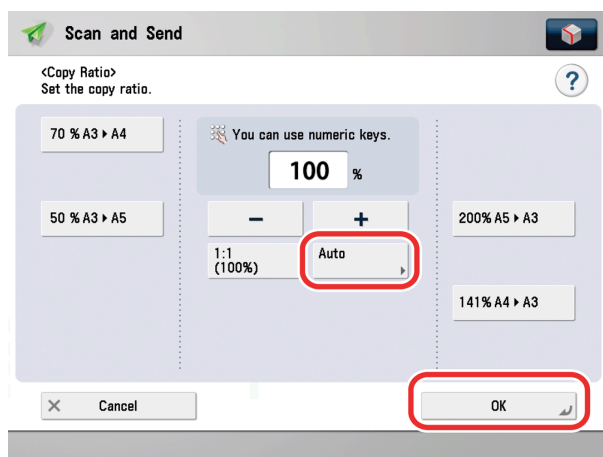 Scan and Send
<Copy Ratio>
Set the copy ratio.
?
70 % A3 ▸ A4
You can use numeric keys.
100 %
50 % A3 ▸ A5
− +
200% A5 ▸ A3
1:1
(100%)
Auto
141% A4 ▸ A3
Cancel
OK